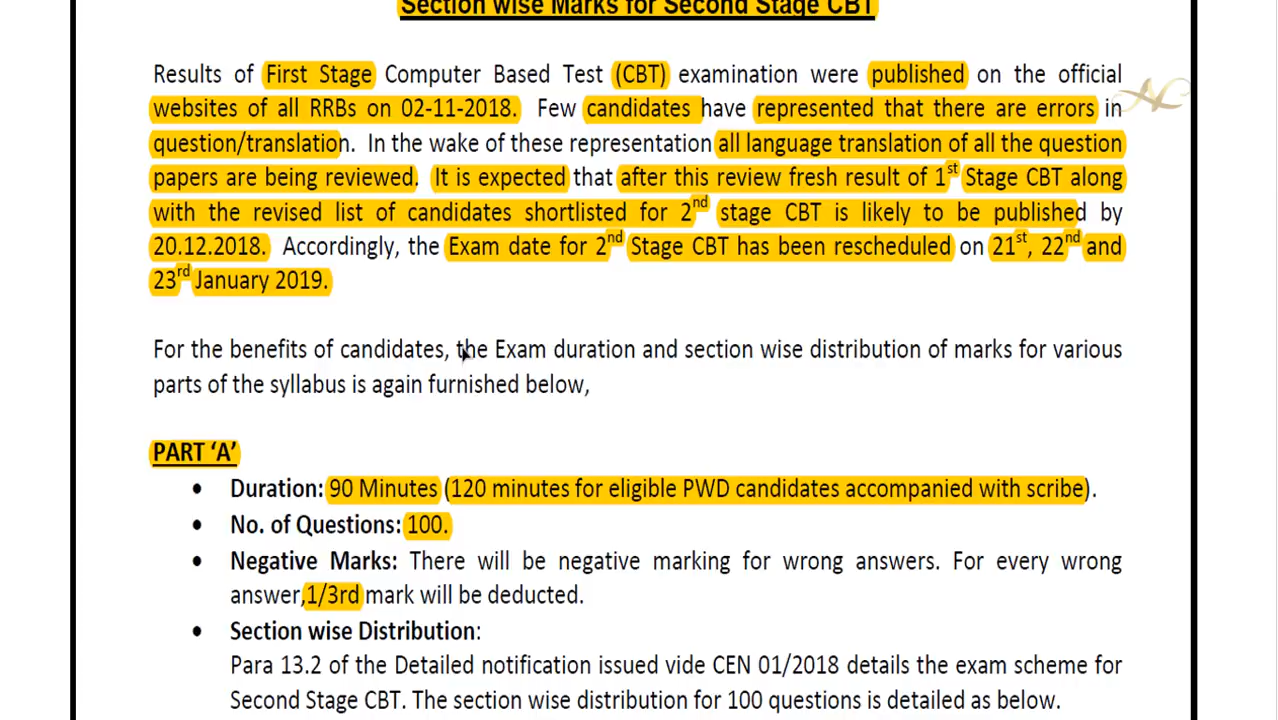 Section wise Marks for Second Stage CBT
Results of First Stage Computer Based Test (CBT) examination were published on the official
websites of all RRBs on 02-11-2018. Few candidates have represented that there are errors in
question/translation. In the wake of these representation all language translation of all the question
papers are being reviewed. It is expected that after this review fresh result of 1st Stage CBT along
with the revised list of candidates shortlisted for 2nd stage CBT is likely to be published by
20.12.2018. Accordingly, the Exam date for 2nd Stage CBT has been rescheduled on 21st, 22nd and
23rd January 2019.
For the benefits of candidates, the Exam duration and section wise distribution of marks for various
parts of the syllabus is again furnished below,
PART ‘A’
• Duration: 90 Minutes (120 minutes for eligible PWD candidates accompanied with scribe).
• No. of Questions: 100.
• Negative Marks: There will be negative marking for wrong answers. For every wrong
answer,1/3rd mark will be deducted.
• Section wise Distribution:
Para 13.2 of the Detailed notification issued vide CEN 01/2018 details the exam scheme for
Second Stage CBT. The section wise distribution for 100 questions is detailed as below.